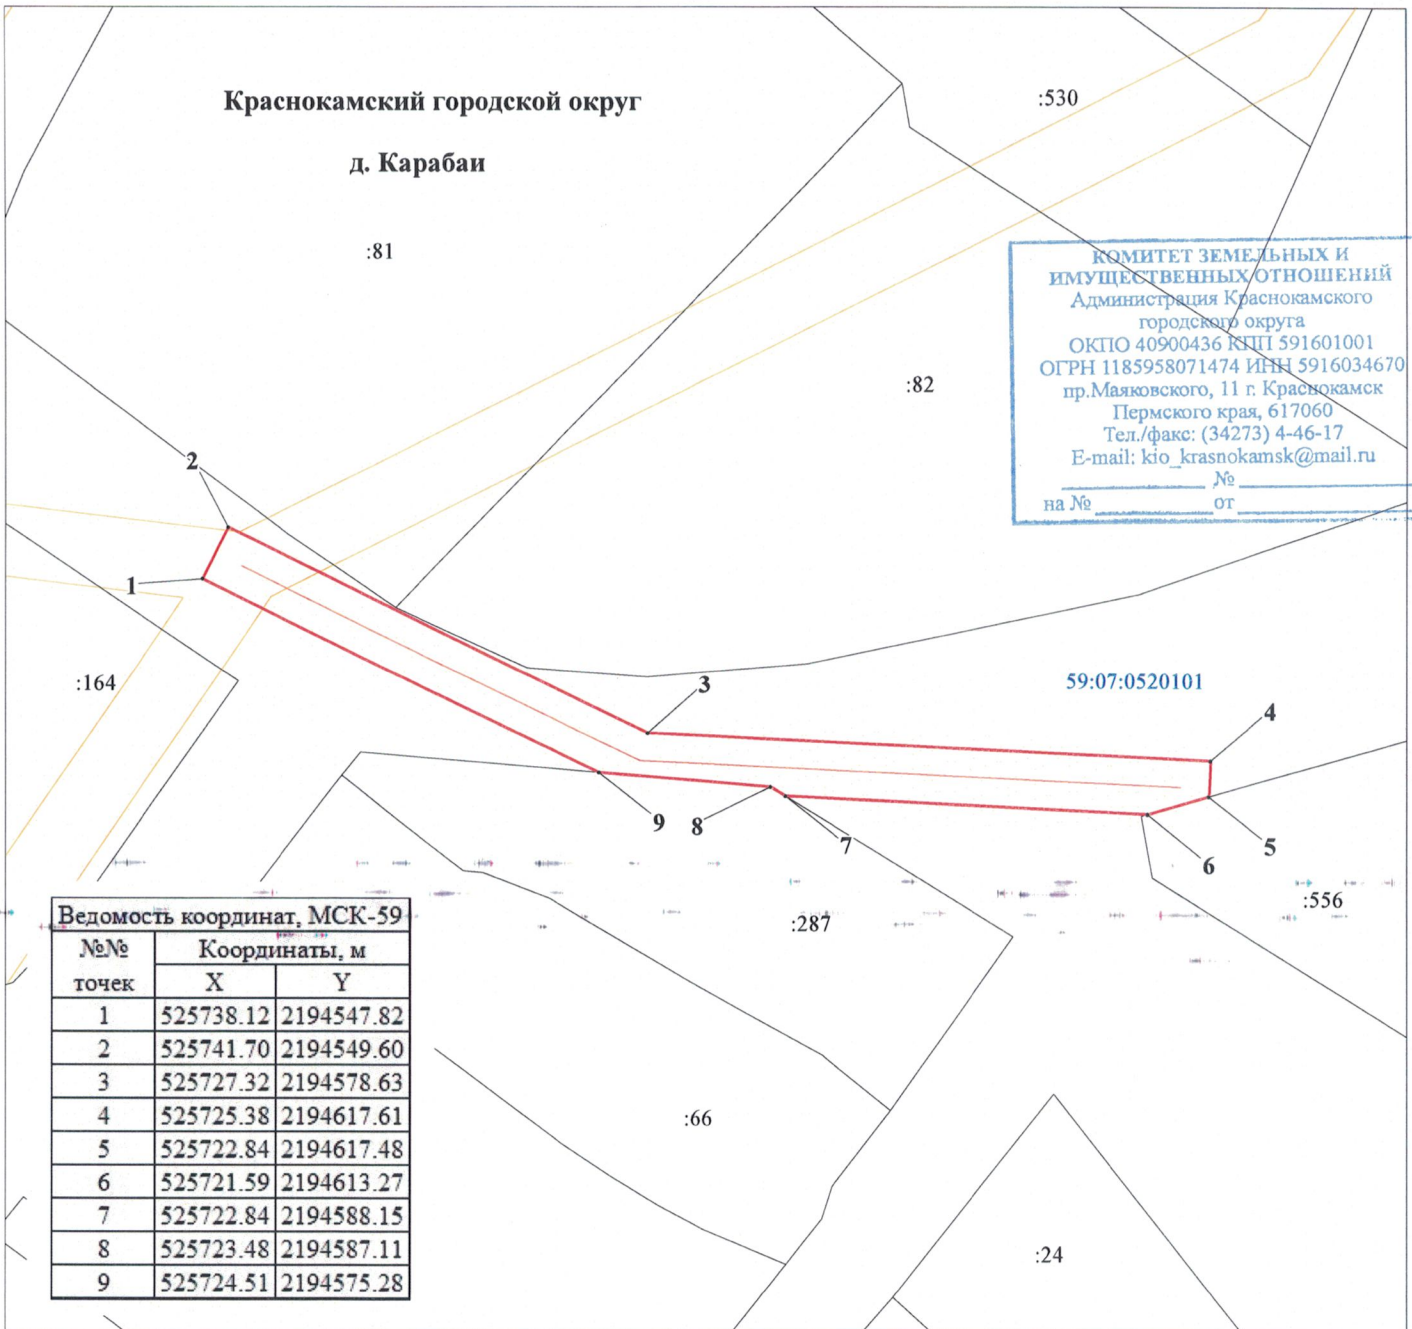 Краснокамский городской округ
д. Карабаи
:530
:81
КОМИТЕТ ЗЕМЕЛЬНЫХ И
ИМУЩЕСТВЕННЫХ ОТНОШЕНИЙ
Администрация Краснокамского
городского округа
ОКПО 40900436 КПП 591601001
ОГРН 1185958071474 ИНН 5916034670
пр.Маяковского, 11 г. Краснокамск
Пермского края, 617060
Тел./факс: (34273) 4-46-17
E-mail: kio_krasnokamsk@mail.ru
№
на № от
:82
2
1
:164
3
59:07:0520101
4
9
8
7
6
5
:556
:287
Ведомость координат, МСК-59
№№ точек Координаты, м
X Y
1 525738.12 2194547.82
2 525741.70 2194549.60
3 525727.32 2194578.63
4 525725.38 2194617.61
5 525722.84 2194617.48
6 525721.59 2194613.27
7 525722.84 2194588.15
8 525723.48 2194587.11
9 525724.51 2194575.28
:66
:24